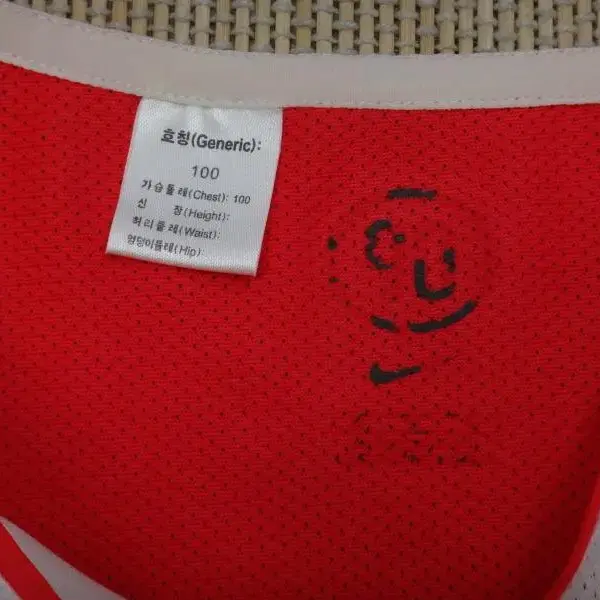 호칭(Generic):
100
가슴둘레(Chest): 100
신 장(Height):
허리둘레(Waist):
엉덩이둘레(Hip):